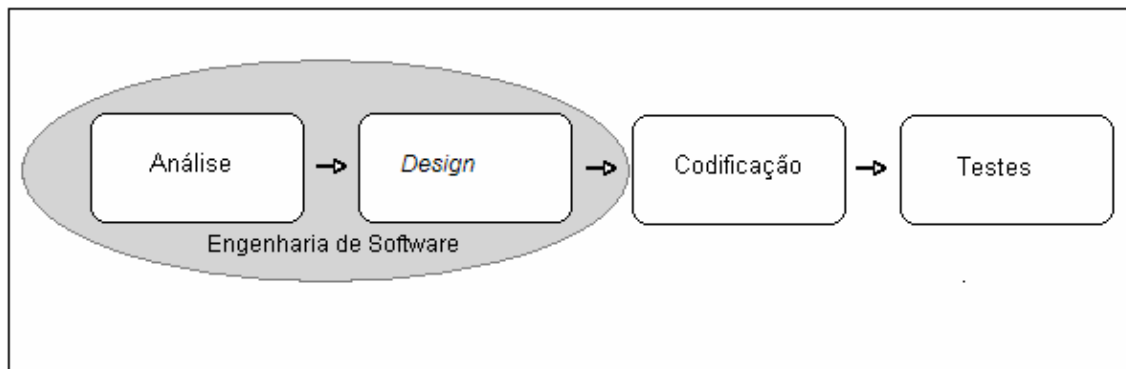 Análise
Design
Codificação
Testes
Engenharia de Software